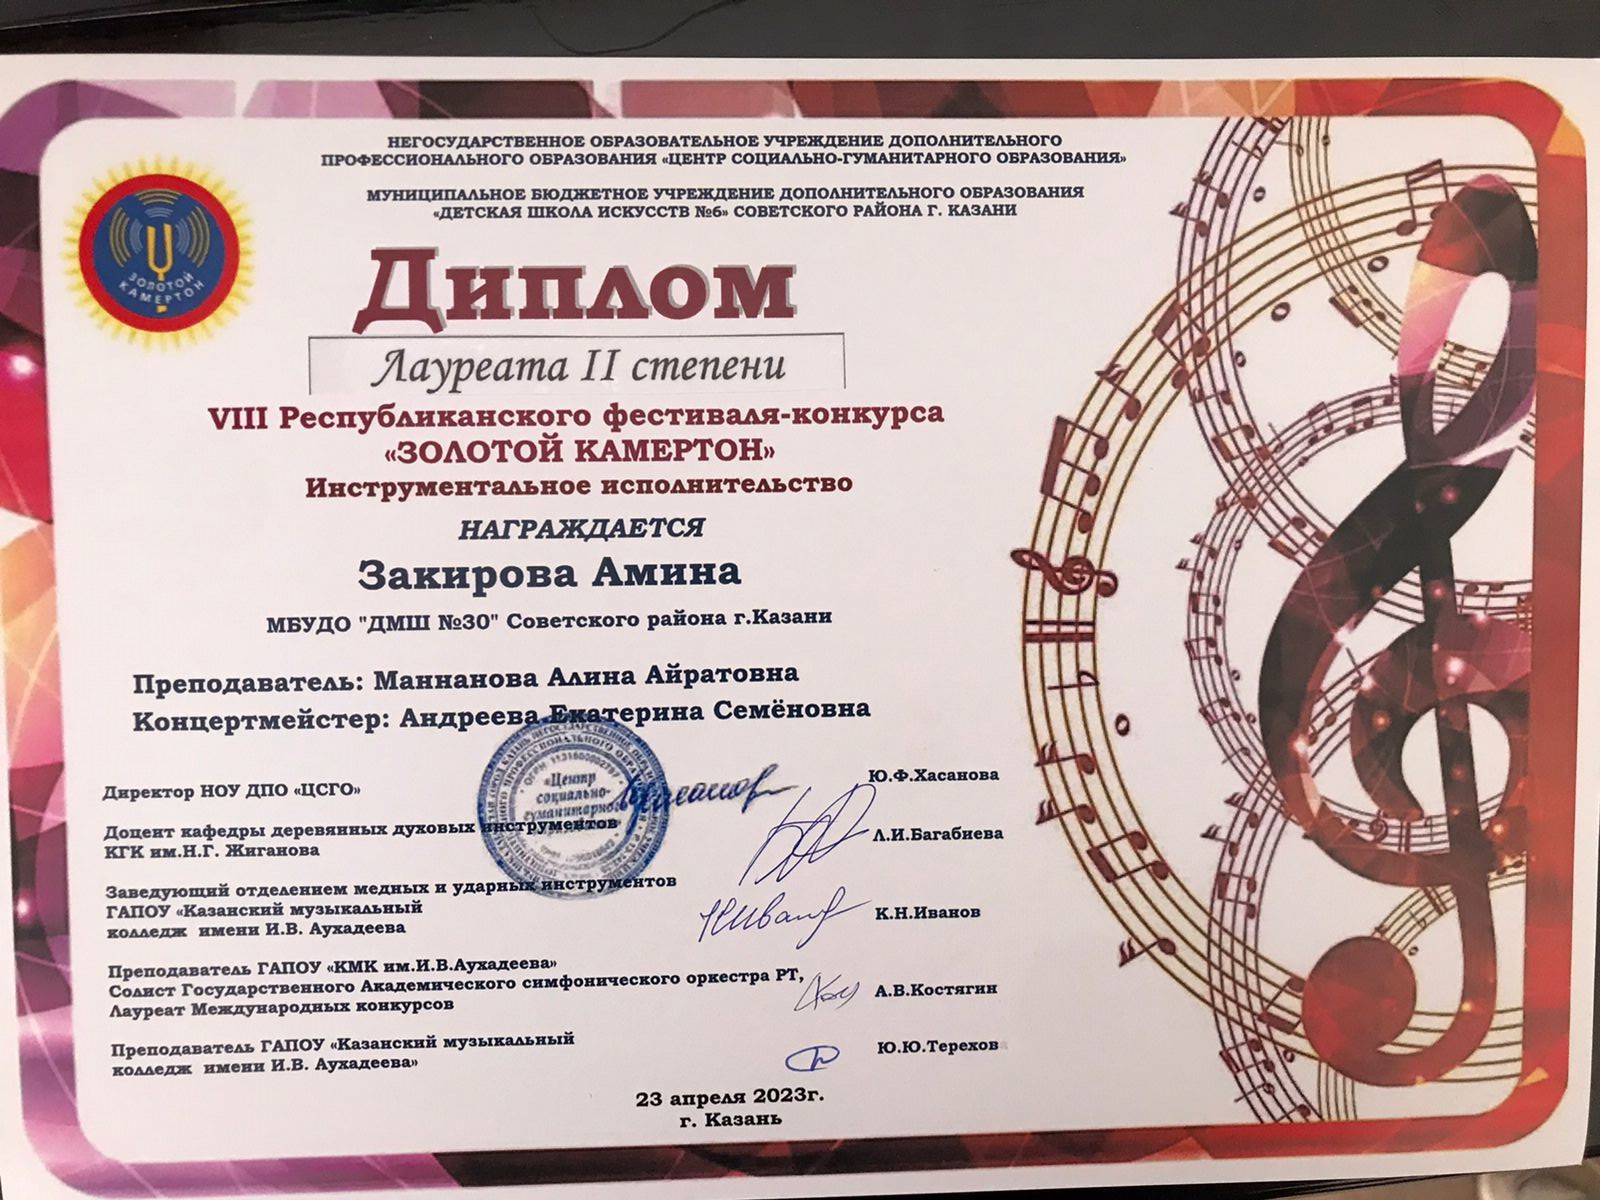 НЕГОСУДАРСТВЕННОЕ ОБРАЗОВАТЕЛЬНОЕ УЧРЕЖДЕНИЕ ДОПОЛНИТЕЛЬНОГО
ПРОФЕССИОНАЛЬНОГО ОБРАЗОВАНИЯ «ЦЕНТР СОЦИАЛЬНО-ГУМАНИТАРНОГО ОБРАЗОВАНИЯ»
МУНИЦИПАЛЬНОЕ БЮДЖЕТНОЕ УЧРЕЖДЕНИЕ ДОПОЛНИТЕЛЬНОГО ОБРАЗОВАНИЯ
«ДЕТСКАЯ ШКОЛА ИСКУССТВ №6» СОВЕТСКОГО РАЙОНА Г. КАЗАНИ
ЗОЛОТОЙ
КАМЕРТОН
Диплом
Лауреата II степени
VIII Республиканского фестиваля-конкурса
«ЗОЛОТОЙ КАМЕРТОН»
Инструментальное исполнительство
НАГРАЖДАЕТСЯ
Закирова Амина
МБУДО "ДМШ №30" Советского района г.Казани
Преподаватель: Маннанова Алина Айратовна
Концертмейстер: Андреева Екатерина Семёновна
«Центр
социально-
гуманитарного
Директор НОУ ДПО «ЦСГО»
Ю.Ф.Хасанова
Доцент кафедры деревянных духовых инструментов
КГК им.Н.Г. Жиганова
Л.И.Багабиева
Заведующий отделением медных и ударных инструментов
ГАПОУ «Казанский музыкальный
колледж имени И.В. Аухадеева
К.Н.Иванов
Преподаватель ГАПОУ «КМК им.И.В.Аухадеева»
Солист Государственного Академического симфонического оркестра РТ,
Лауреат Международных конкурсов
А.В.Костягин
Преподаватель ГАПОУ «Казанский музыкальный
колледж имени И.В. Аухадеева»
Ю.Ю.Терехов
23 апреля 2023г.
г. Казань